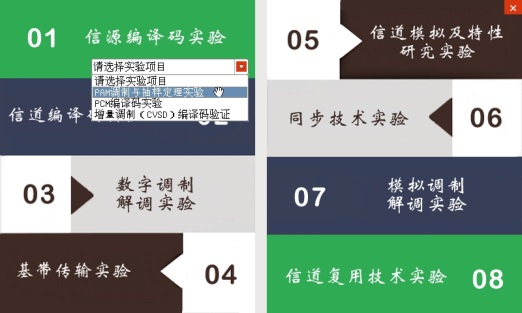 01 信源编译码实验
请选择实验项目
请选择实验项目
PAM调制与抽样定理实验
PCM编译码实验
增量调制(CVSD)编译码验证
信道编译
03 数字调制
解调实验
基带传输实验 04
05 信道模拟及特性
研究实验
同步技术实验 06
07 模拟调制
解调实验
信道复用技术实验 08